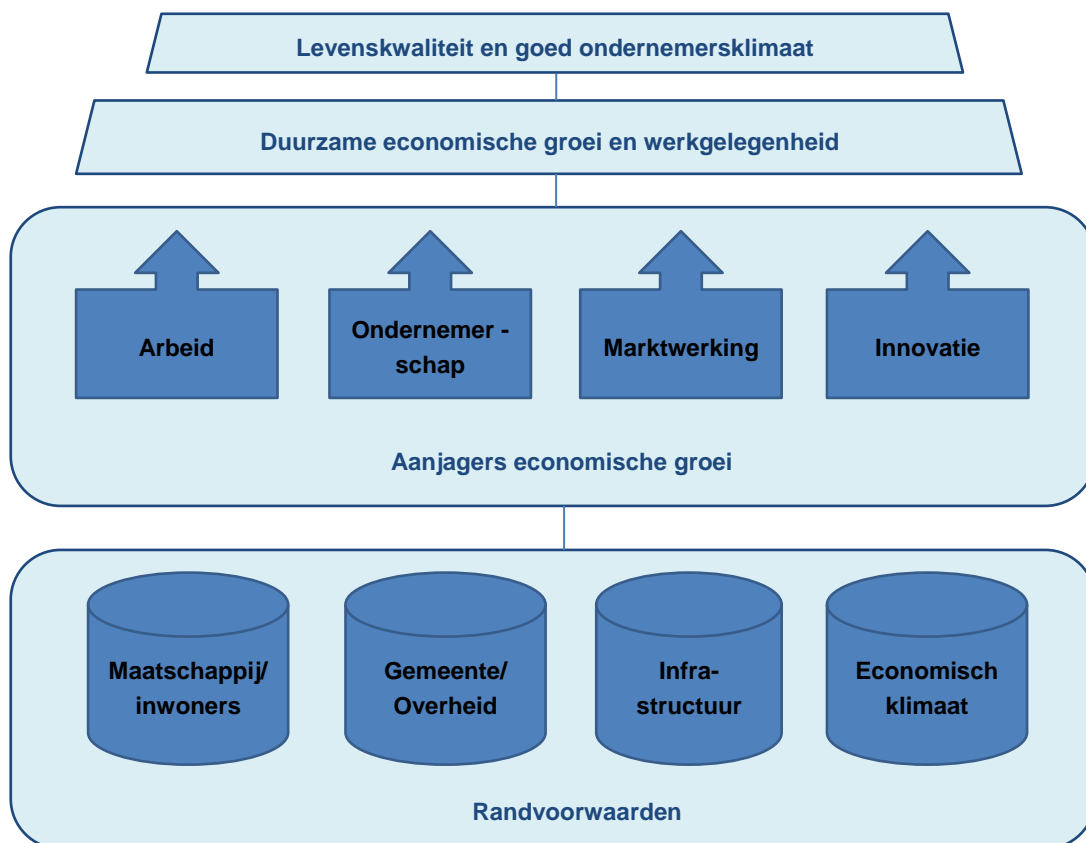 Levenskwaliteit en goed ondernemersklimaat
Duurzame economische groei en werkgelegenheid
Arbeid
Ondernemer -
schap
Marktwerking
Innovatie
Aanjagers economische groei
Maatschappij/
inwoners
Gemeente/
Overheid
Infra-
structuur
Economisch
klimaat
Randvoorwaarden